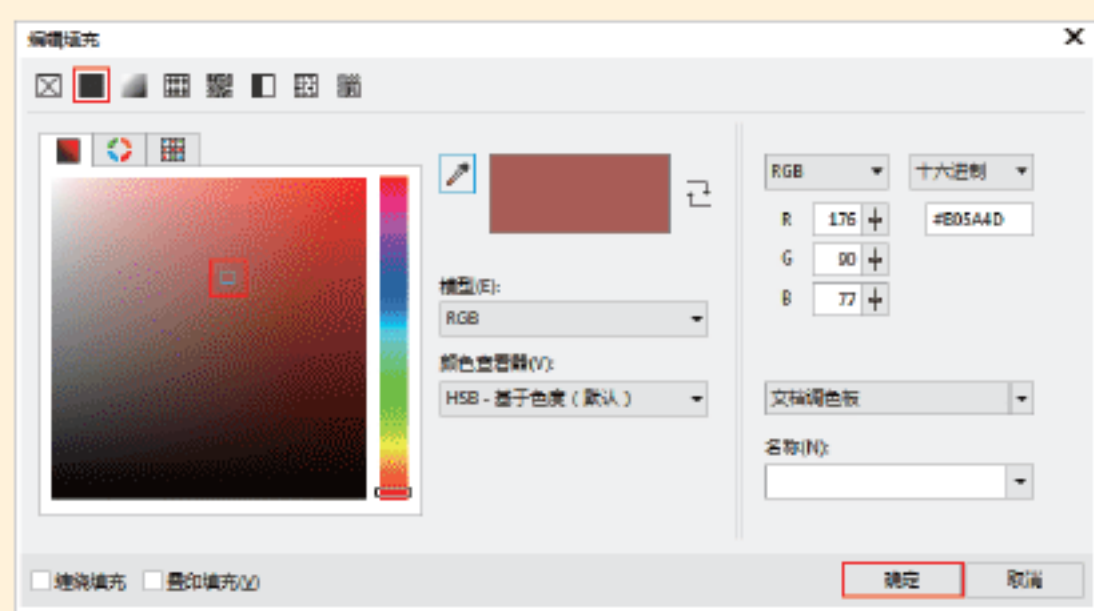 编辑填充
RGB
十六进制
R 176
#B05A4D
G 90
B 77
模型(E):
RGB
颜色查看器(V):
HSB - 基于色度（默认）
文档调色板
名称(N):
缠绕填充
叠印填充(V)
确定
取消